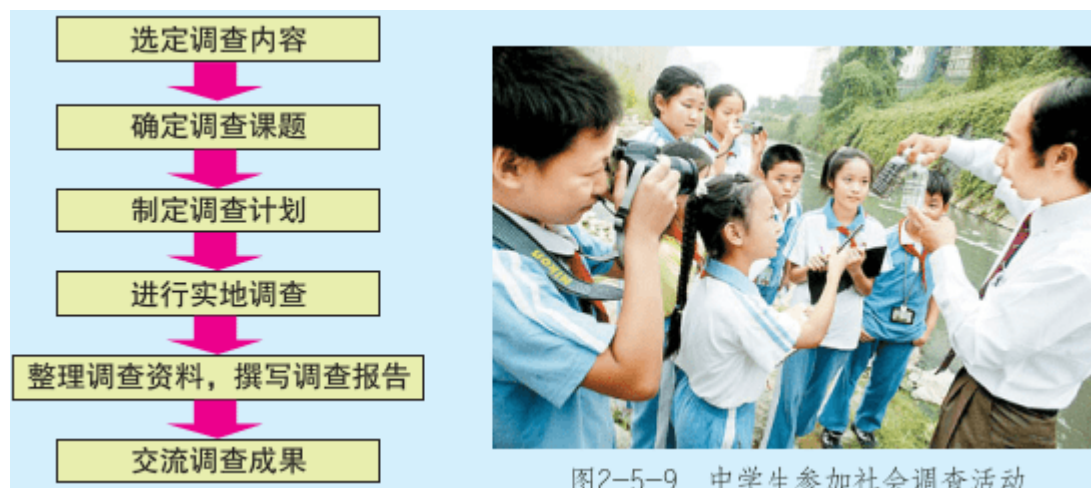 选定调查内容
确定调查课题
制定调查计划
进行实地调查
整理调查资料，撰写调查报告
交流调查成果
图2-5-9 中学生参加社会调查活动